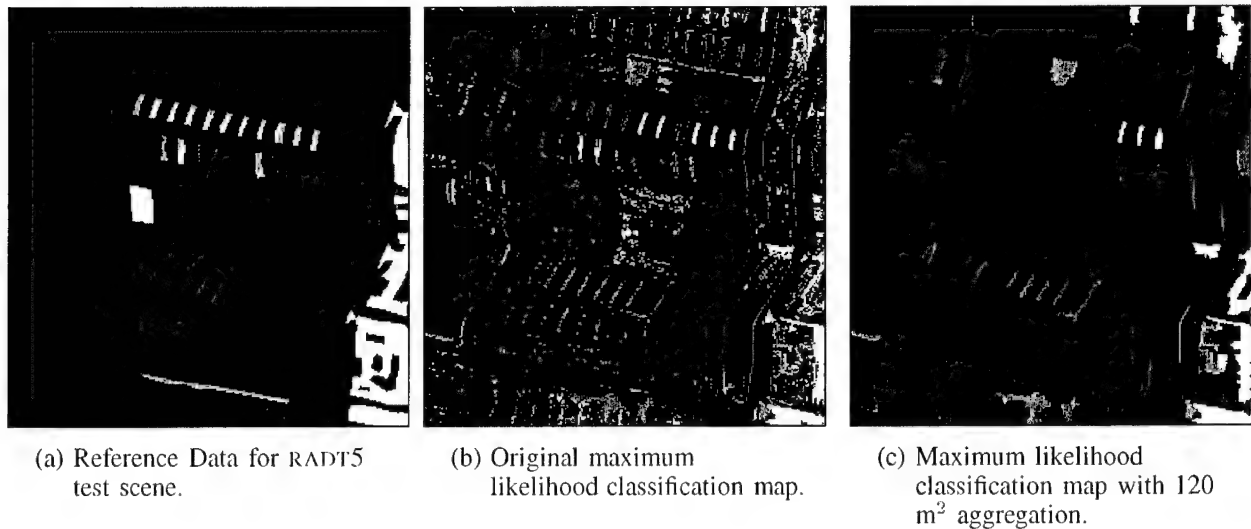 (a) Reference Data for RADT5
test scene.
(b) Original maximum
likelihood classification map.
(c) Maximum likelihood
classification map with 120
m² aggregation.